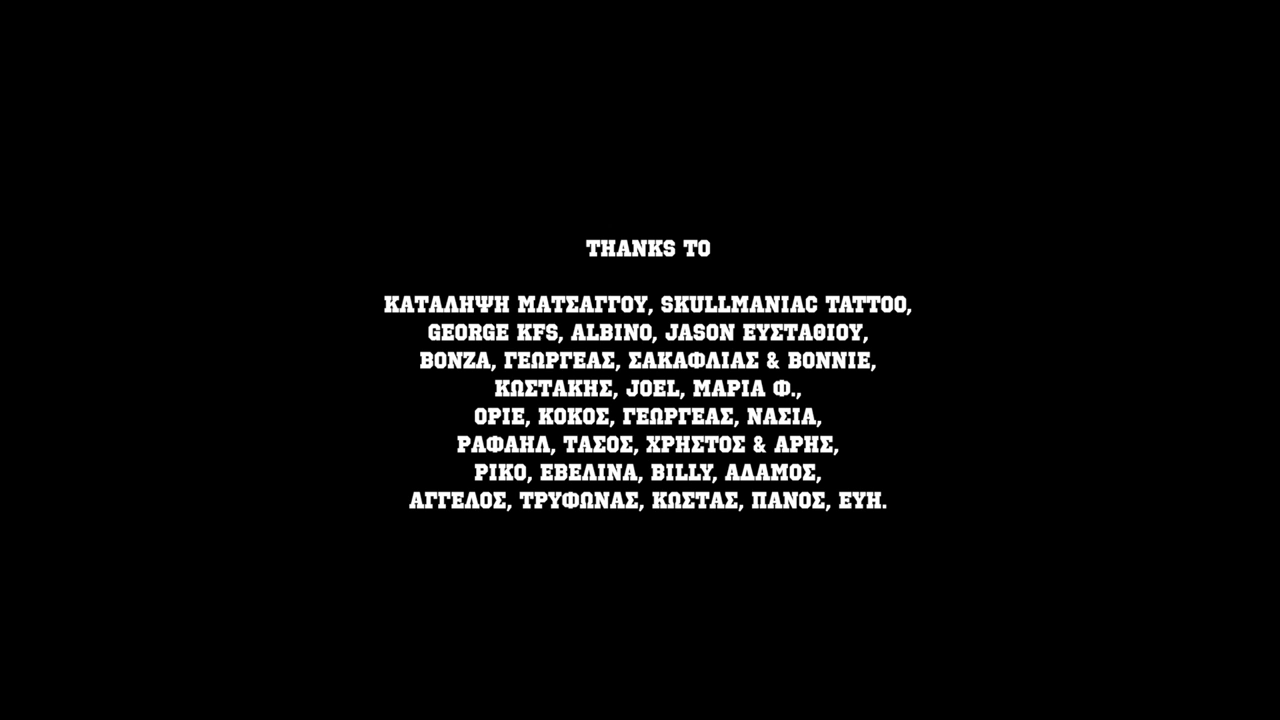 THANKS TO
ΚΑΤΑΛΗΨΗ ΜΑΤΣΑΓΓΟΥ, SKULLMANIAC TATTOO,
GEORGE KFS, ALBINO, JASON ΕΥΣΤΑΘΙΟΥ,
BONZA, ΓΕΩΡΓΕΑΣ, ΣΑΚΑΦΛΙΑΣ & BONNIE,
ΚΩΣΤΑΚΗΣ, JOEL, ΜΑΡΙΑ Φ.,
ΟΡΙΕ, ΚΟΚΟΣ, ΓΕΩΡΓΕΑΣ, ΝΑΣΙΑ,
ΡΑΦΑΗΛ, ΤΑΣΟΣ, ΧΡΗΣΤΟΣ & ΑΡΗΣ,
ΡΙΚΟ, ΕΒΕΛΙΝΑ, BILLY, ΑΔΑΜΟΣ,
ΑΓΓΕΛΟΣ, ΤΡΥΦΩΝΑΣ, ΚΩΣΤΑΣ, ΠΑΝΟΣ, ΕΥΗ.